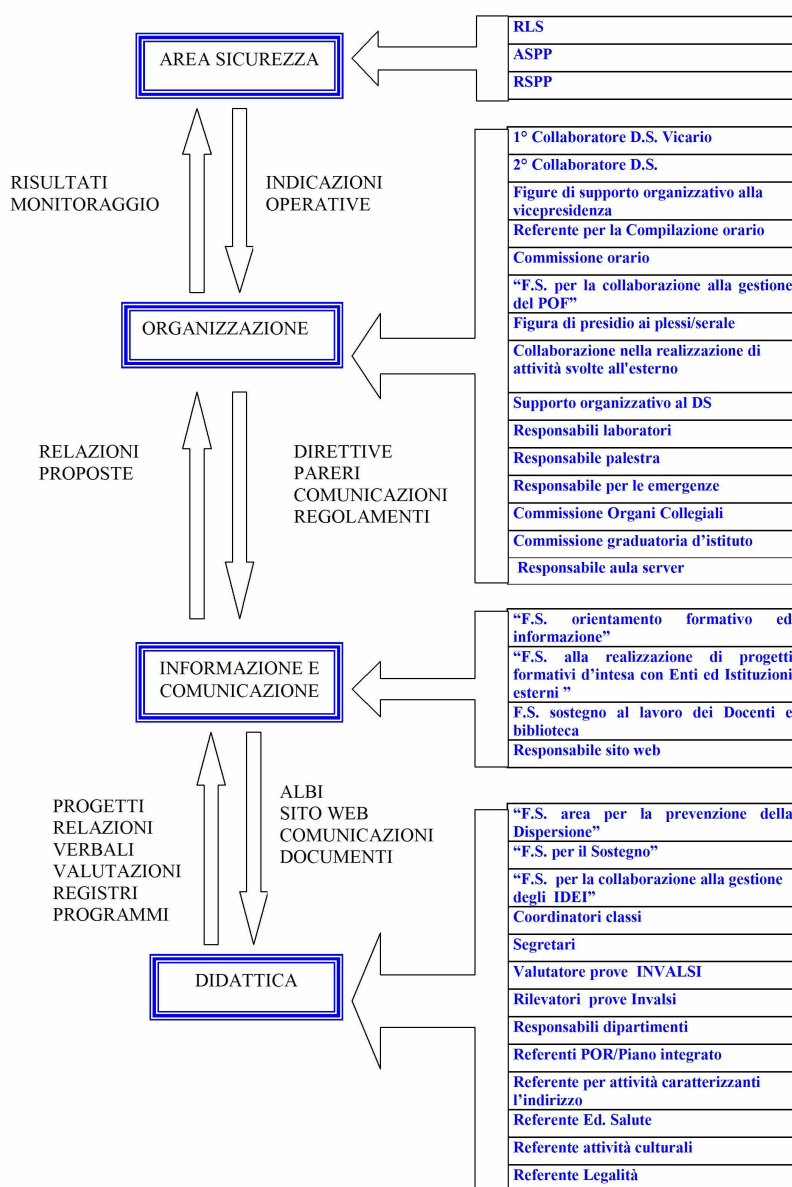 AREA SICUREZZA
RLS
ASPP
RSPP
RISULTATI
MONITORAGGIO
INDICAZIONI
OPERATIVE
1° Collaboratore D.S. Vicario
2° Collaboratore D.S.
Figure di supporto organizzativo alla
vicepresidenza
Referente per la Compilazione orario
Commissione orario
“F.S. per la collaborazione alla gestione
del POF”
Figura di presidio ai plessi/serale
Collaborazione nella realizzazione di
attività svolte all'esterno
Supporto organizzativo al DS
Responsabili laboratori
Responsabile palestra
Responsabile per le emergenze
Commissione Organi Collegiali
Commissione graduatoria d’istituto
Responsabile aula server
ORGANIZZAZIONE
RELAZIONI
PROPOSTE
DIRETTIVE
PARERI
COMUNICAZIONI
REGOLAMENTI
INFORMAZIONE E
COMUNICAZIONE
“F.S. orientamento formativo ed
informazione”
“F.S. alla realizzazione di progetti
formativi d’intesa con Enti ed Istituzioni
esterni ”
F.S. sostegno al lavoro dei Docenti e
biblioteca
Responsabile sito web
PROGETTI
RELAZIONI
VERBALI
VALUTAZIONI
REGISTRI
PROGRAMMI
ALBI
SITO WEB
COMUNICAZIONI
DOCUMENTI
DIDATTICA
“F.S. area per la prevenzione della
Dispersione”
“F.S. per il Sostegno”
“F.S. per la collaborazione alla gestione
degli IDEI”
Coordinatori classi
Segretari
Valutatore prove INVALSI
Rilevatori prove Invalsi
Responsabili dipartimenti
Referenti POR/Piano integrato
Referente per attività caratterizzanti
l’indirizzo
Referente Ed. Salute
Referente attività culturali
Referente Legalità